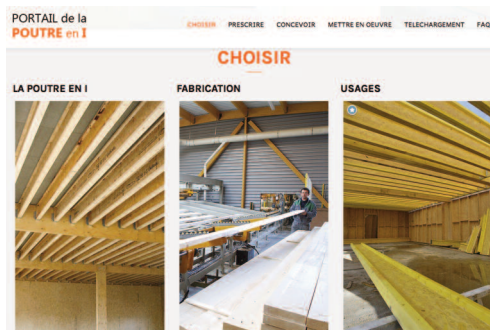 PORTAIL de la
POUTRE en I
CHOISIR PRESCRIRE CONCEVOIR METTRE EN OEUVRE TELECHARGEMENT FAQ
CHOISIR
LA POUTRE EN I FABRICATION USAGES